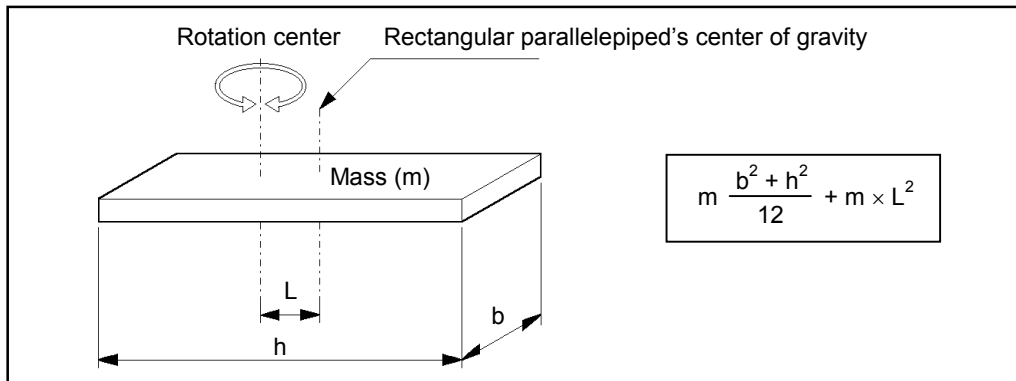 Rotation center
Rectangular parallelepiped's center of gravity
Mass (m)
m (b² + h²)/12 + m × L²
L
b
h